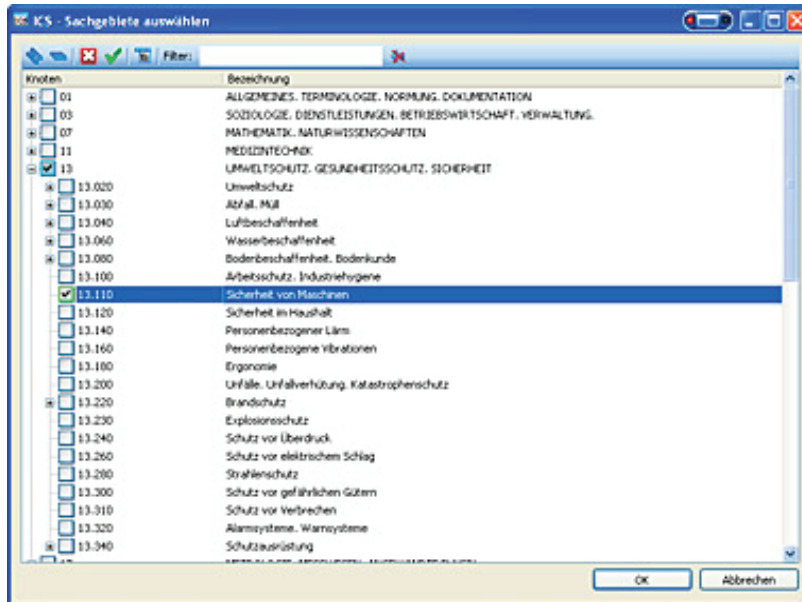 ICS - Sachgebiete auswählen
Filter:
Knoten Bezeichnung
01 ALLGEMEINES. TERMINOLOGIE. NORMUNG. DOKUMENTATION
03 SOZIOLOGIE. DIENSTLEISTUNGEN. BETRIEBSWIRTSCHAFT. VERWALTUNG.
07 MATHEMATIK. NATURWISSENSCHAFTEN
11 MEDIZINTECHNIK
13 UMWELTSCHUTZ. GESUNDHEITSSCHUTZ. SICHERHEIT
13.020 Umweltschutz
13.030 Abfall. Müll
13.040 Luftbeschaffenheit
13.060 Wasserbeschaffenheit
13.080 Bodenbeschaffenheit. Bodenkunde
13.100 Arbeitsschutz. Industriehygiene
13.110 Sicherheit von Maschinen
13.120 Sicherheit im Haushalt
13.140 Personenbezogener Lärm
13.160 Personenbezogene Vibrationen
13.180 Ergonomie
13.200 Unfälle. Unfallverhütung. Katastrophenschutz
13.220 Brandschutz
13.230 Explosionsschutz
13.240 Schutz vor Überdruck
13.260 Schutz vor elektrischem Schlag
13.280 Strahlenschutz
13.300 Schutz vor gefährlichen Gütern
13.310 Schutz vor Verbrechen
13.320 Alarmsysteme. Warnsysteme
13.340 Schutzausrüstung
OK Abbrechen